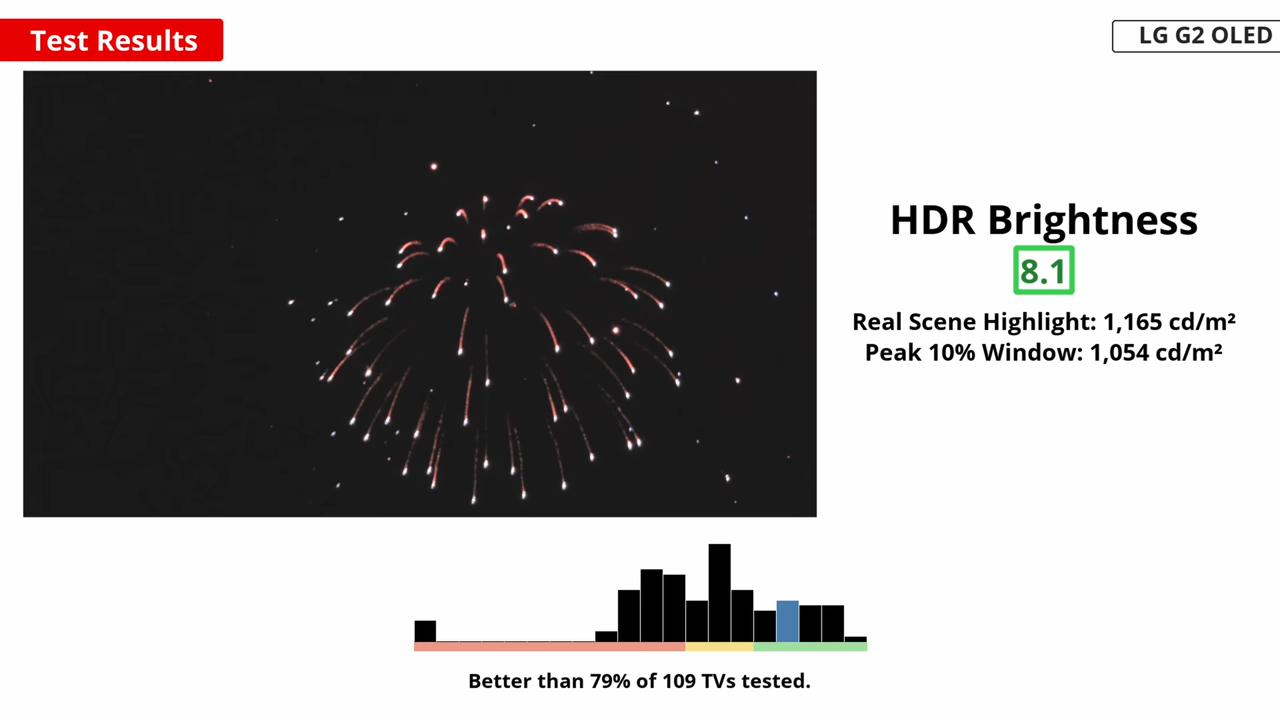 Test Results
LG G2 OLED
HDR Brightness
8.1
Real Scene Highlight: 1,165 cd/m²
Peak 10% Window: 1,054 cd/m²
Better than 79% of 109 TVs tested.